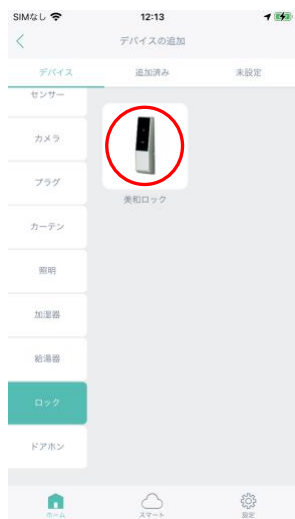 SIMなし 12:13
デバイスの追加
デバイス 追加済み 未設定
センサー
カメラ
プラグ
カーテン
照明
加湿器
給湯器
ロック
ドアホン
美和ロック
ホーム スマート 設定